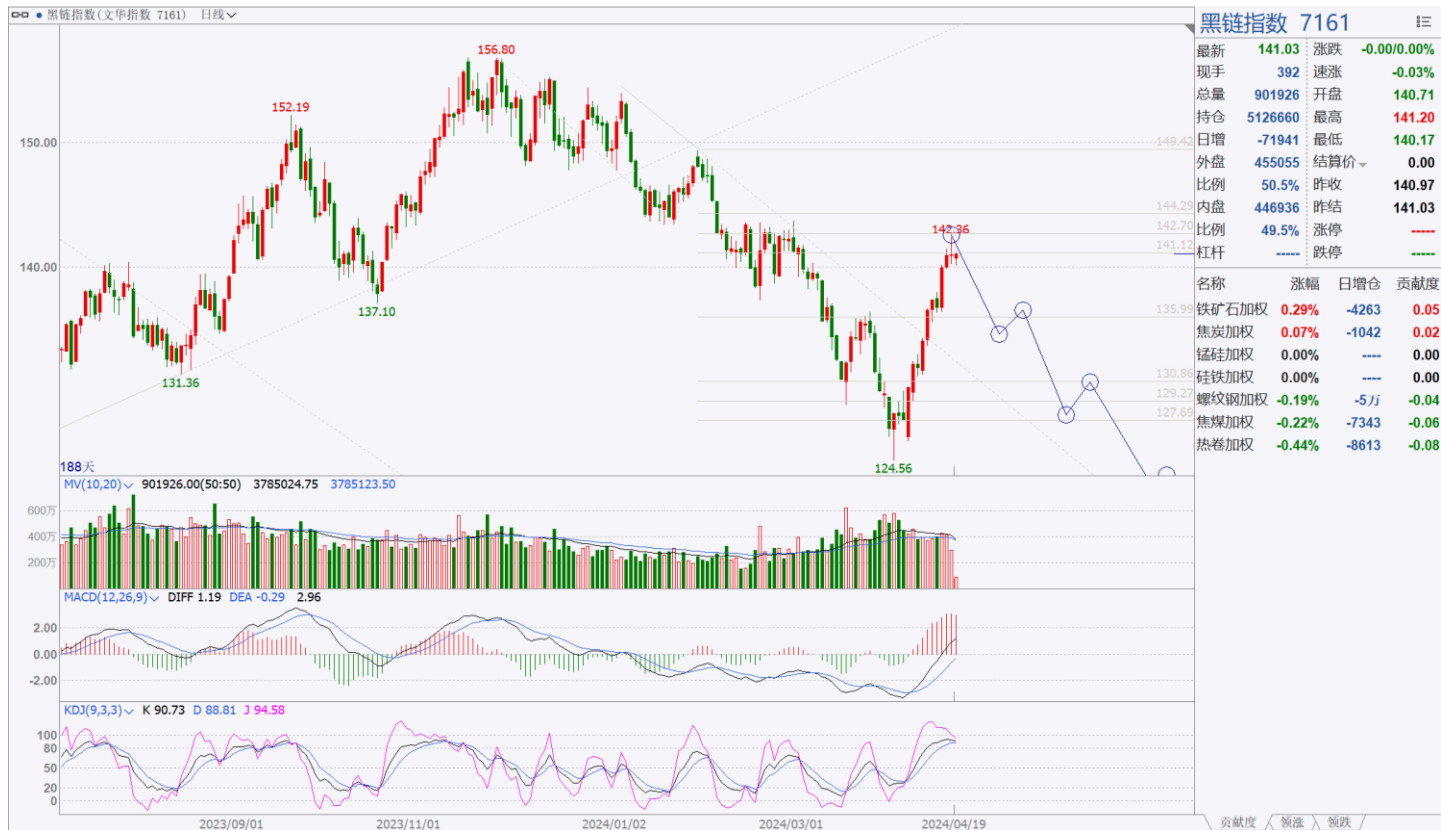 黑链指数(文华指数 7161) 日线
156.80
152.19
150.00
149.42
144.29
142.70
142.36
141.12
140.00
137.10
135.99
131.36
130.86
129.27
127.69
124.56
188天
MV(10,20) 901926.00(50:50) 3785024.75 3785123.50
600万
400万
200万
MACD(12,26,9) DIFF 1.19 DEA -0.29 2.96
2.00
0.00
-2.00
KDJ(9,3,3) K 90.73 D 88.81 J 94.58
100
80
50
20
0
2023/09/01 2023/11/01 2024/01/02 2024/03/01 2024/04/19
黑链指数 7161
最新 141.03 涨跌 -0.00/0.00%
现手 392 速涨 -0.03%
总量 901926 开盘 140.71
持仓 5126660 最高 141.20
日增 -71941 最低 140.17
外盘 455055 结算价 0.00
比例 50.5% 昨收 140.97
内盘 446936 昨结 141.03
比例 49.5% 涨停 -----
杠杆 ----- 跌停 -----
名称 涨幅 日增仓 贡献度
铁矿石加权 0.29% -4263 0.05
焦炭加权 0.07% -1042 0.02
锰硅加权 0.00% ---- 0.00
硅铁加权 0.00% ---- 0.00
螺纹钢加权 -0.19% -5万 -0.04
焦煤加权 -0.22% -7343 -0.06
热卷加权 -0.44% -8613 -0.08
贡献度 领涨 领跌